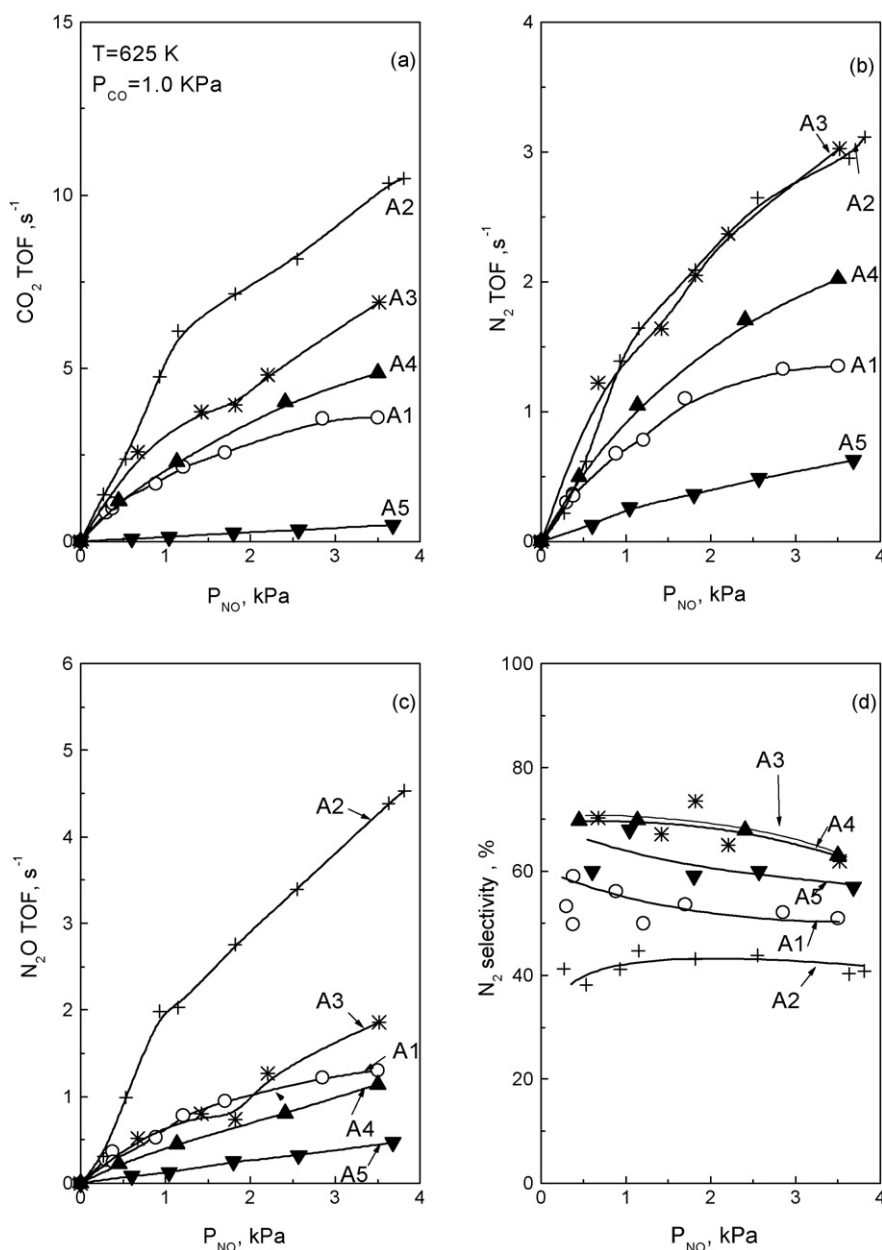 15
T=625 K
P_CO=1.0 KPa
(a)
10
5
0
CO₂ TOF ,s⁻¹
A2
A3
A4
A1
A5
0 1 2 3 4
P_NO, kPa
4
(b)
3
2
1
0
N₂ TOF ,s⁻¹
A3
A2
A4
A1
A5
0 1 2 3 4
P_NO, kPa
6
(c)
5
4
3
2
1
0
N₂O TOF, s⁻¹
A2
A3
A1
A4
A5
0 1 2 3 4
P_NO, kPa
100
(d)
80
60
40
20
0
N₂ selectivity , %
A3
A4
A5
A1
A2
0 1 2 3 4
P_NO, kPa